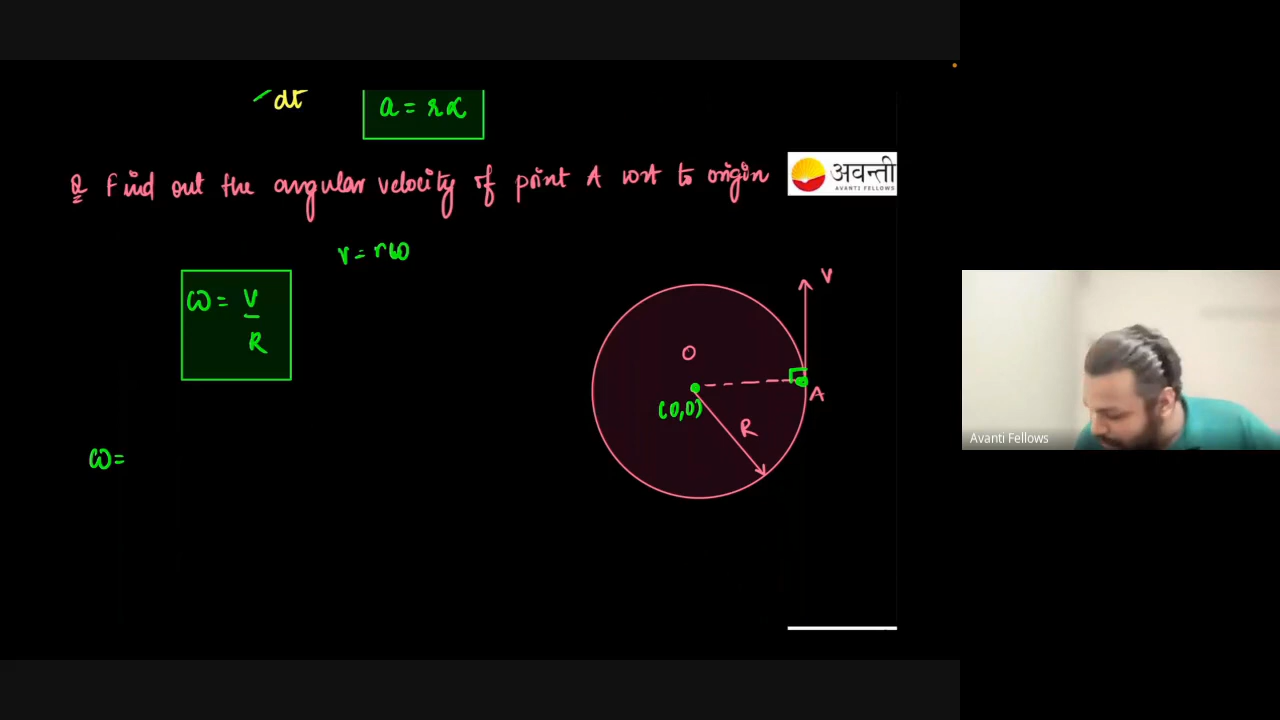 dt
a = rα
Q Find out the angular velocity of point A wrt to origin
अवन्ती
AVANTI FELLOWS
v = rω
ω = V
R
V
O
A
(0,0)
R
ω =
Avanti Fellows